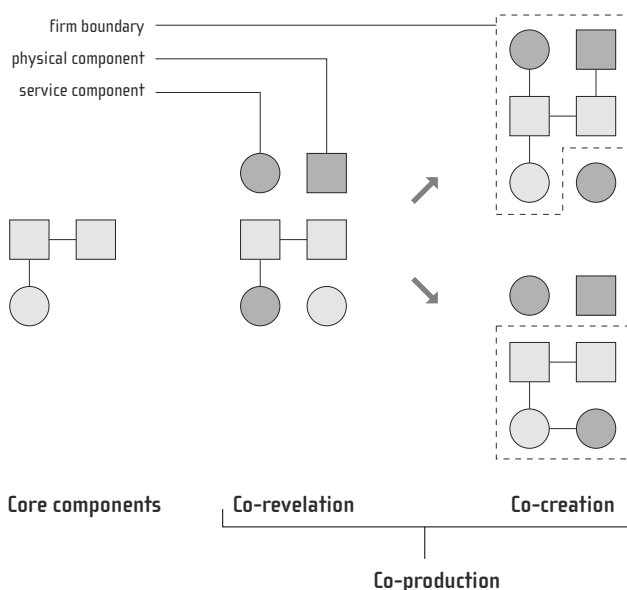 firm boundary
physical component
service component
Core components
Co-revelation
Co-creation
Co-production